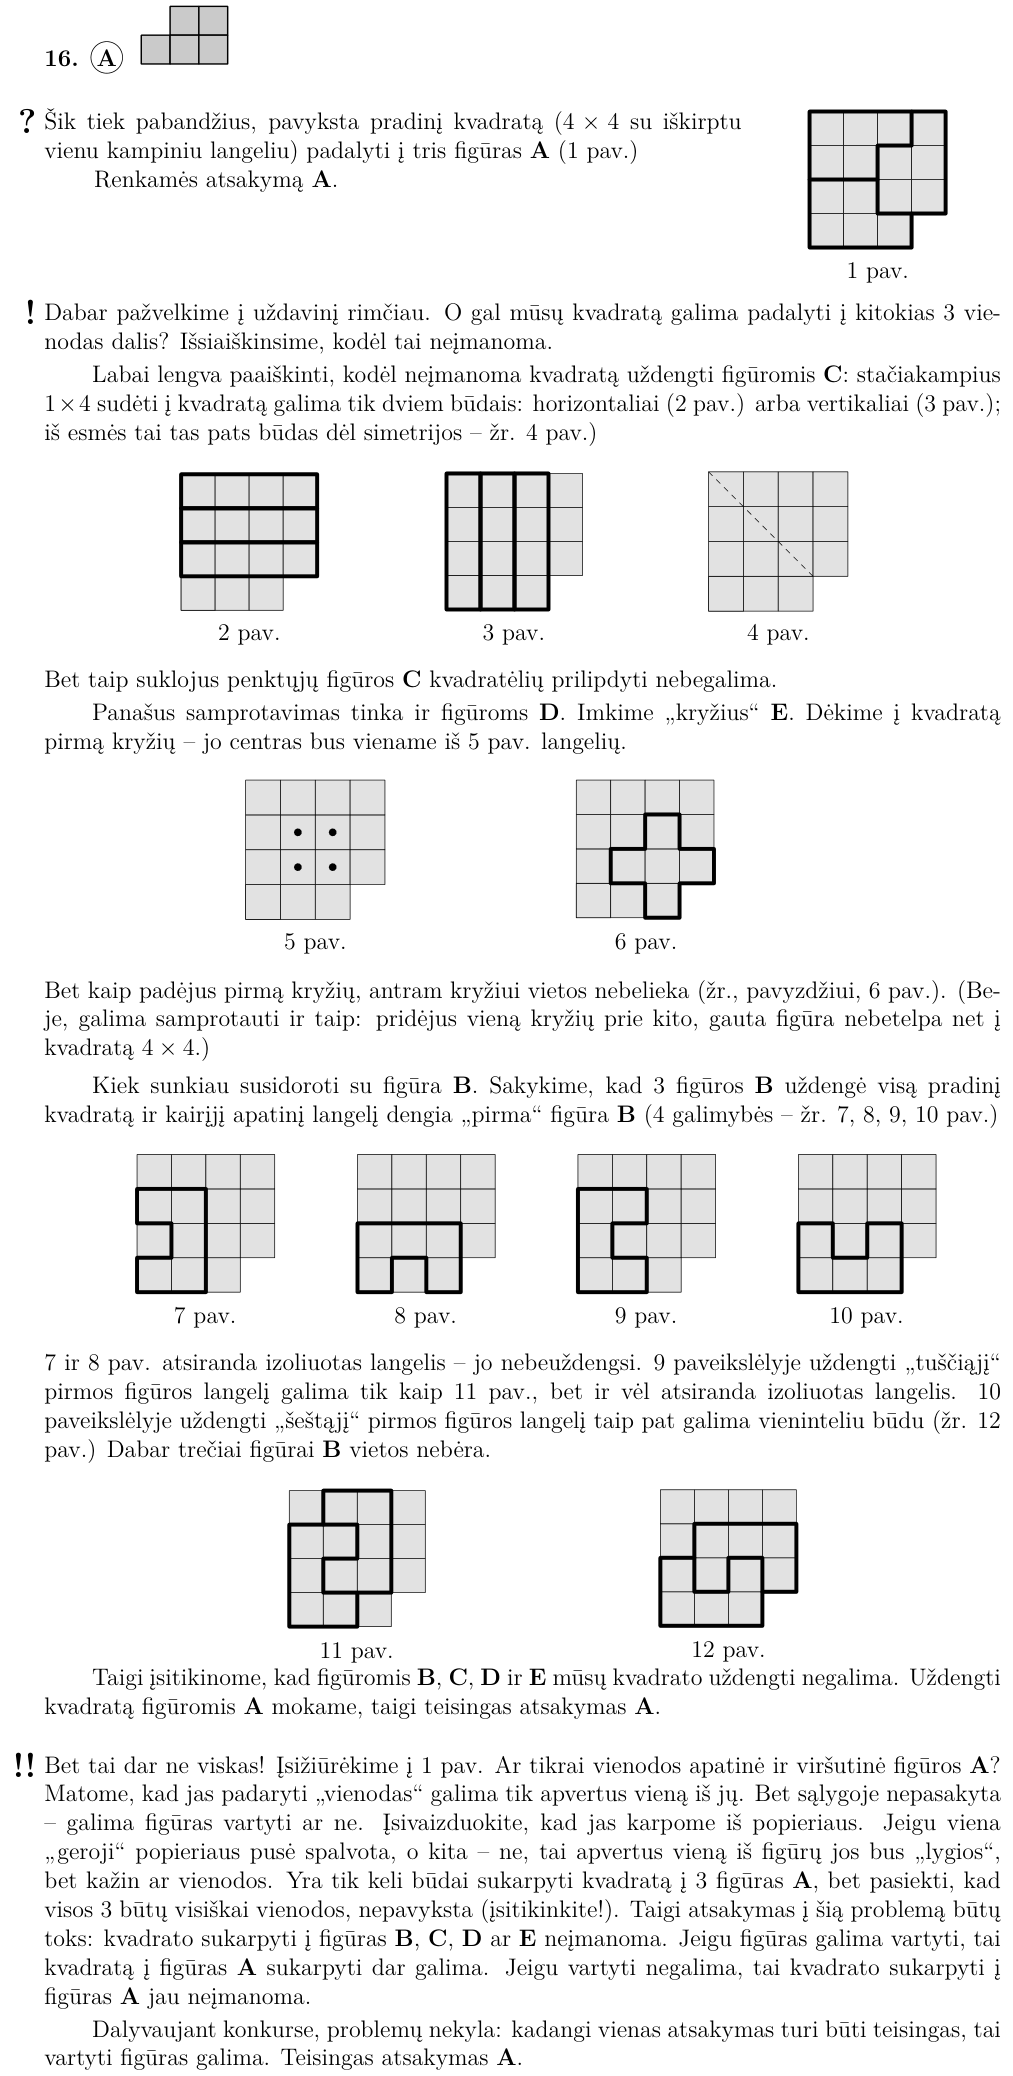 16. A
? Šik tiek pabandžius, pavyksta pradinį kvadratą (4 × 4 su iškirptu
vienu kampiniu langeliu) padalyti į tris figūras A (1 pav.)
Renkamės atsakymą A.
1 pav.
! Dabar pažvelkime į uždavinį rimčiau. O gal mūsų kvadratą galima padalyti į kitokias 3 vie-
nodas dalis? Išsiaiškinsime, kodėl tai neįmanoma.
Labai lengva paaiškinti, kodėl neįmanoma kvadratą uždengti figūromis C: stačiakampius
1×4 sudėti į kvadratą galima tik dviem būdais: horizontaliai (2 pav.) arba vertikaliai (3 pav.);
iš esmės tai tas pats būdas dėl simetrijos – žr. 4 pav.)
2 pav. 3 pav. 4 pav.
Bet taip suklojus penktųjų figūros C kvadratėlių prilipdyti nebegalima.
Panašus samprotavimas tinka ir figūroms D. Imkime „kryžius“ E. Dėkime į kvadratą
pirmą kryžių – jo centras bus viename iš 5 pav. langelių.
5 pav. 6 pav.
Bet kaip padėjus pirmą kryžių, antram kryžiui vietos nebelieka (žr., pavyzdžiui, 6 pav.). (Be-
je, galima samprotauti ir taip: pridėjus vieną kryžių prie kito, gauta figūra nebetelpa net į
kvadratą 4 × 4.)
Kiek sunkiau susidoroti su figūra B. Sakykime, kad 3 figūros B uždengė visą pradinį
kvadratą ir kairįjį apatinį langelį dengia „pirma“ figūra B (4 galimybės – žr. 7, 8, 9, 10 pav.)
7 pav. 8 pav. 9 pav. 10 pav.
7 ir 8 pav. atsiranda izoliuotas langelis – jo nebeuždengsi. 9 paveikslėlyje uždengti „tuščiąjį“
pirmos figūros langelį galima tik kaip 11 pav., bet ir vėl atsiranda izoliuotas langelis. 10
paveikslėlyje uždengti „šeštąjį“ pirmos figūros langelį taip pat galima vieninteliu būdu (žr. 12
pav.) Dabar trečiai figūrai B vietos nebėra.
11 pav. 12 pav.
Taigi įsitikinome, kad figūromis B, C, D ir E mūsų kvadrato uždengti negalima. Uždengti
kvadratą figūromis A mokame, taigi teisingas atsakymas A.
!! Bet tai dar ne viskas! Įsižiūrėkime į 1 pav. Ar tikrai vienodos apatinė ir viršutinė figūros A?
Matome, kad jas padaryti „vienodas“ galima tik apvertus vieną iš jų. Bet sąlygoje nepasakyta
– galima figūras vartyti ar ne. Įsivaizduokite, kad jas karpome iš popieriaus. Jeigu viena
„geroji“ popieriaus pusė spalvota, o kita – ne, tai apvertus vieną iš figūrų jos bus „lygios“,
bet kažin ar vienodos. Yra tik keli būdai sukarpyti kvadratą į 3 figūras A, bet pasiekti, kad
visos 3 būtų visiškai vienodos, nepavyksta (įsitikinkite!). Taigi atsakymas į šią problemą būtų
toks: kvadrato sukarpyti į figūras B, C, D ar E neįmanoma. Jeigu figūras galima vartyti, tai
kvadratą į figūras A sukarpyti dar galima. Jeigu vartyti negalima, tai kvadrato sukarpyti į
figūras A jau neįmanoma.
Dalyvaujant konkurse, problemų nekyla: kadangi vienas atsakymas turi būti teisingas, tai
vartyti figūras galima. Teisingas atsakymas A.